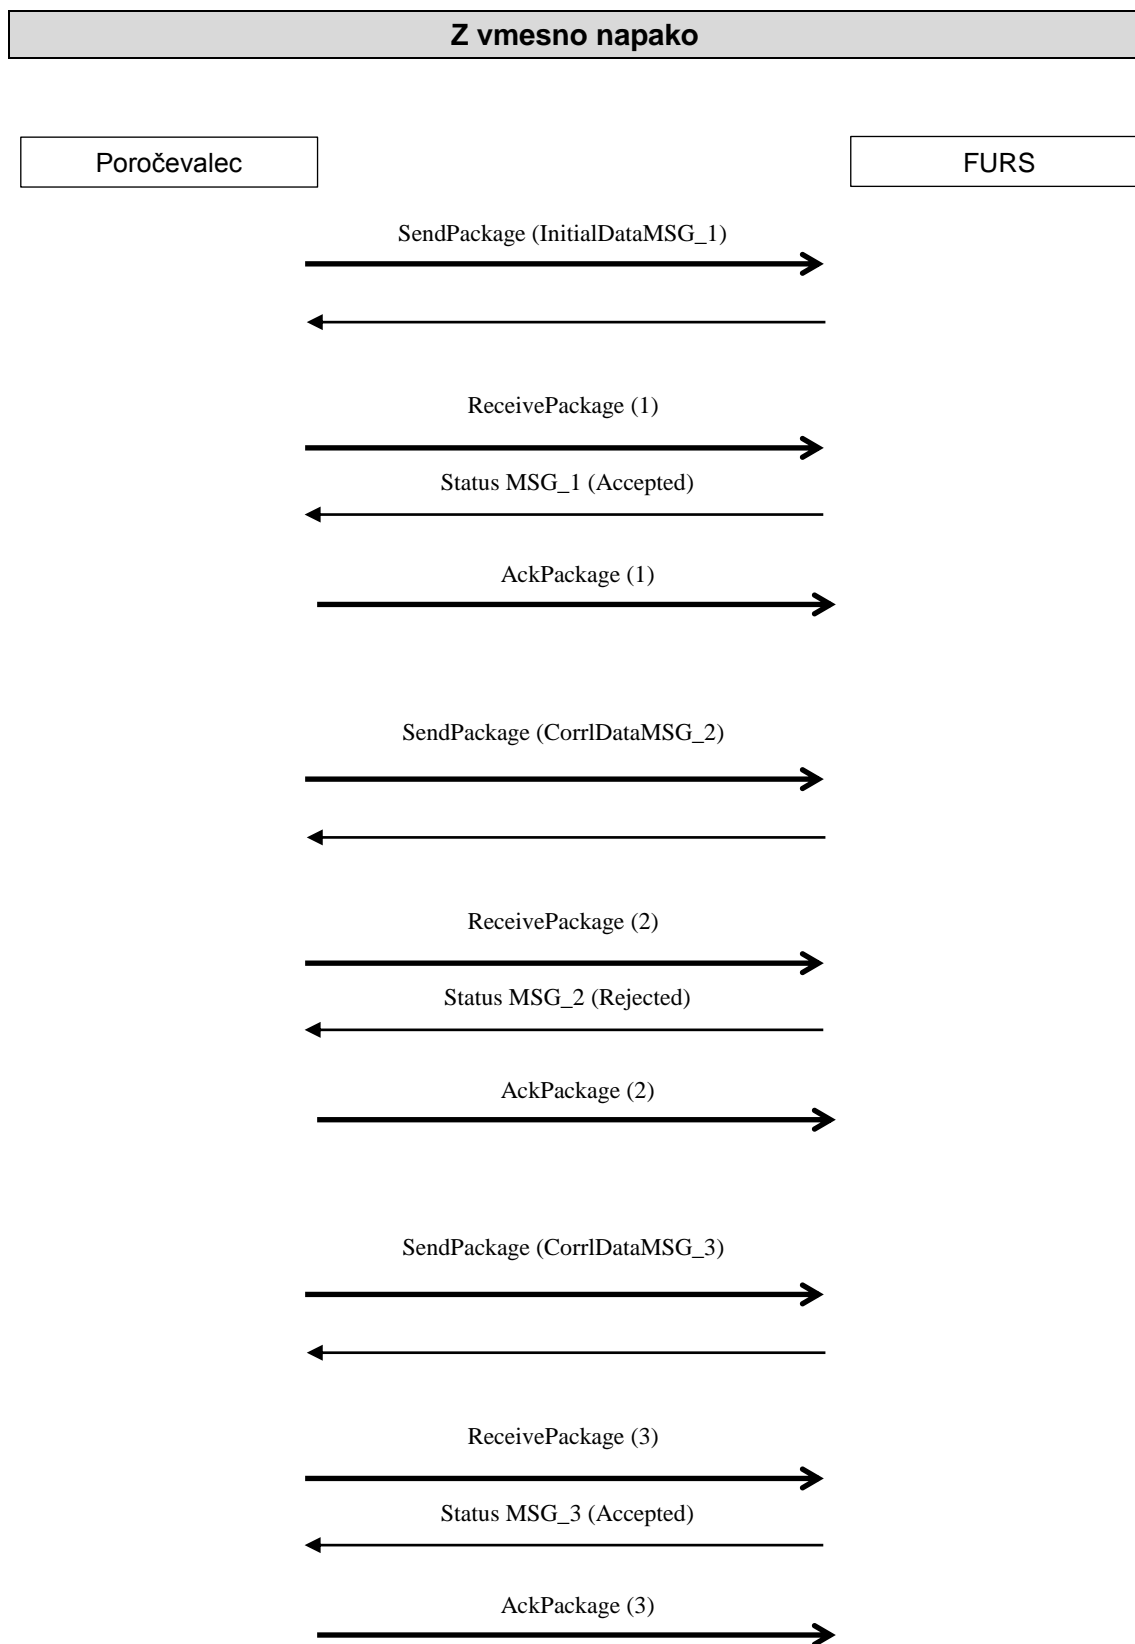 Z vmesno napako
Poročevalec
FURS
SendPackage (InitialDataMSG_1)
ReceivePackage (1)
Status MSG_1 (Accepted)
AckPackage (1)
SendPackage (CorrlDataMSG_2)
ReceivePackage (2)
Status MSG_2 (Rejected)
AckPackage (2)
SendPackage (CorrlDataMSG_3)
ReceivePackage (3)
Status MSG_3 (Accepted)
AckPackage (3)